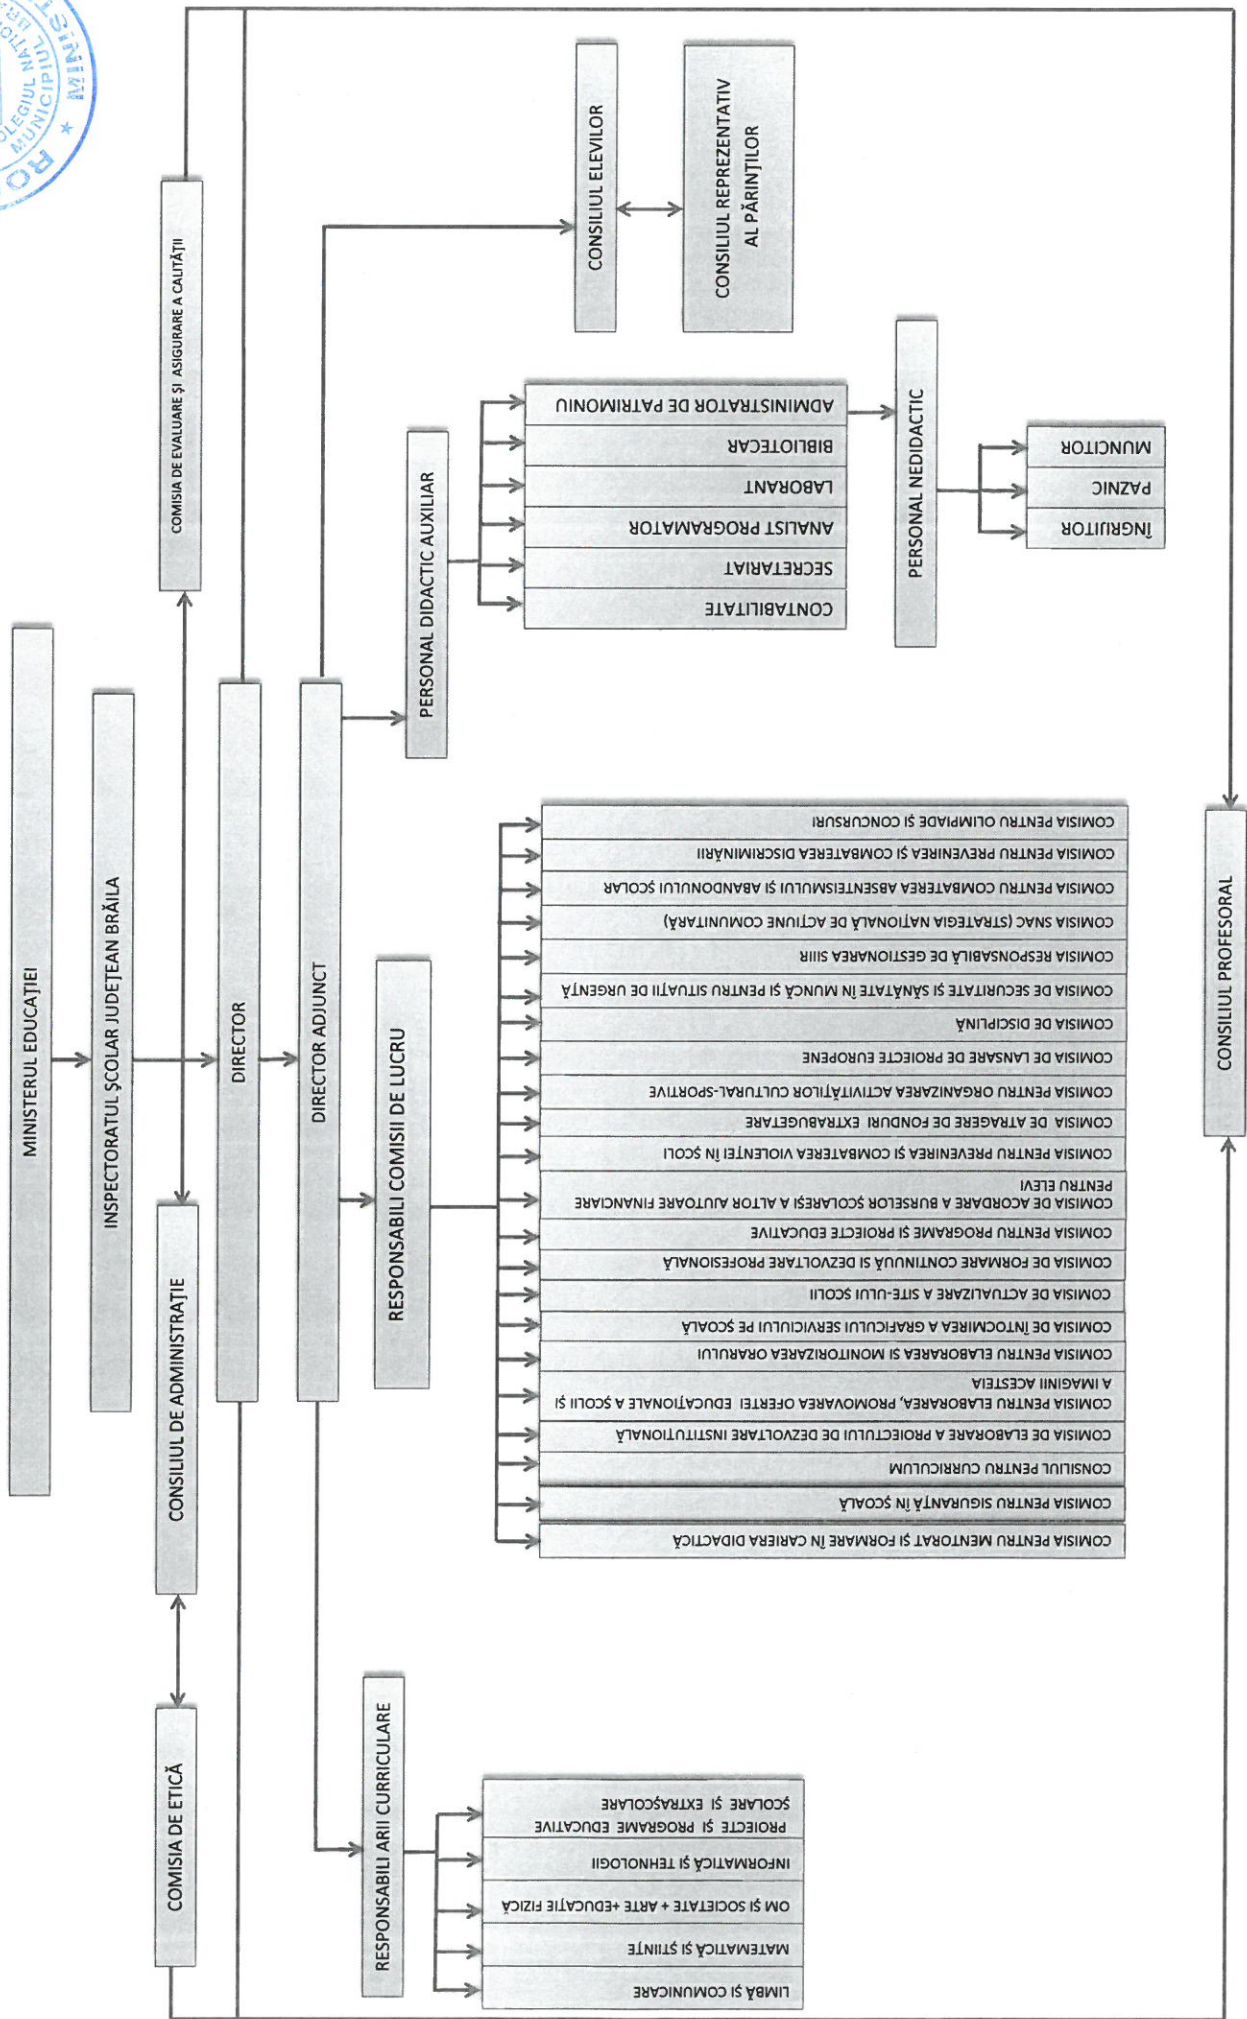 MINISTERUL EDUCAȚIEI
INSPECTORATUL ȘCOLAR JUDEȚEAN BRĂILA
COMISIA DE ETICĂ
CONSILIUL DE ADMINISTRAȚIE
COMISIA DE EVALUARE ȘI ASIGURARE A CALITĂȚII
DIRECTOR
DIRECTOR ADJUNCT
RESPONSABILI ARII CURRICULARE
LIMBĂ ȘI COMUNICARE
MATEMATICĂ ȘI ȘTIINȚE
OM ȘI SOCIETATE + ARTE +EDUCAȚIE FIZICĂ
INFORMATICĂ ȘI TEHNOLOGII
PROIECTE ȘI PROGRAME EDUCATIVE
ȘCOLARE ȘI EXTRAȘCOLARE
RESPONSABILI COMISII DE LUCRU
COMISIA PENTRU MENTORAT ȘI FORMARE ÎN CARIERA DIDACTICĂ
COMISIA PENTRU SIGURANȚĂ ÎN ȘCOALĂ
CONSILIUL PENTRU CURRICULUM
COMISIA DE ELABORARE A PROIECTULUI DE DEZVOLTARE INSTITUȚIONALĂ
COMISIA PENTRU ELABORAREA, PROMOVAREA OFERTEI EDUCAȚIONALE A ȘCOLII ȘI
A IMAGINII ACESTEIA
COMISIA PENTRU ELABORAREA SI MONITORIZAREA ORARULUI
COMISIA DE ÎNTOCMIREA A GRAFICULUI SERVICIULUI PE ȘCOALĂ
COMISIA DE ACTUALIZARE A SITE-ULUI ȘCOLII
COMISIA DE FORMARE CONTINUUĂ SI DEZVOLTARE PROFESIONALĂ
COMISIA PENTRU PROGRAME ȘI PROIECTE EDUCATIVE
COMISIA DE ACORDARE A BURSELOR ȘCOLAREȘI A ALTOR AJUTOARE FINANCIARE
PENTRU ELEVI
COMISIA PENTRU PREVENIREA ȘI COMBATEREA VIOLENȚEI ÎN ȘCOLI
COMISIA DE ATRAGERE DE FONDURI EXTRABUGETARE
COMISIA PENTRU ORGANIZAREA ACTIVITĂȚILOR CULTURAL-SPORTIVE
COMISIA DE LANSARE DE PROIECTE EUROPENE
COMISIA DE DISCIPLINĂ
COMISIA DE SECURITATE ȘI SĂNĂTATE ÎN MUNCĂ ȘI PENTRU SITUAȚII DE URGENȚĂ
COMISIA RESPONSABILĂ DE GESTIONAREA SIIIR
COMISIA SNAC (STRATEGIA NAȚIONALĂ DE ACȚIUNE COMUNITARĂ)
COMISIA PENTRU COMBATEREA ABSENTEISMULUI ȘI ABANDONULUI ȘCOLAR
COMISIA PENTRU PREVENIREA ȘI COMBATEREA DISCRIMINĂRII
COMISIA PENTRU OLIMPIADE ȘI CONCURSURI
PERSONAL DIDACTIC AUXILIAR
CONTABILITATE
SECRETARIAT
ANALIST PROGRAMATOR
LABORANT
BIBLIOTECAR
ADMINISTRATOR DE PATRIMONIU
PERSONAL NEDIDACTIC
ÎNGRIJITOR
PAZNIC
MUNCITOR
CONSILIUL ELEVILOR
CONSILIUL REPREZENTATIV
AL PĂRINȚILOR
CONSILIUL PROFESORAL
MUNICIPIUL